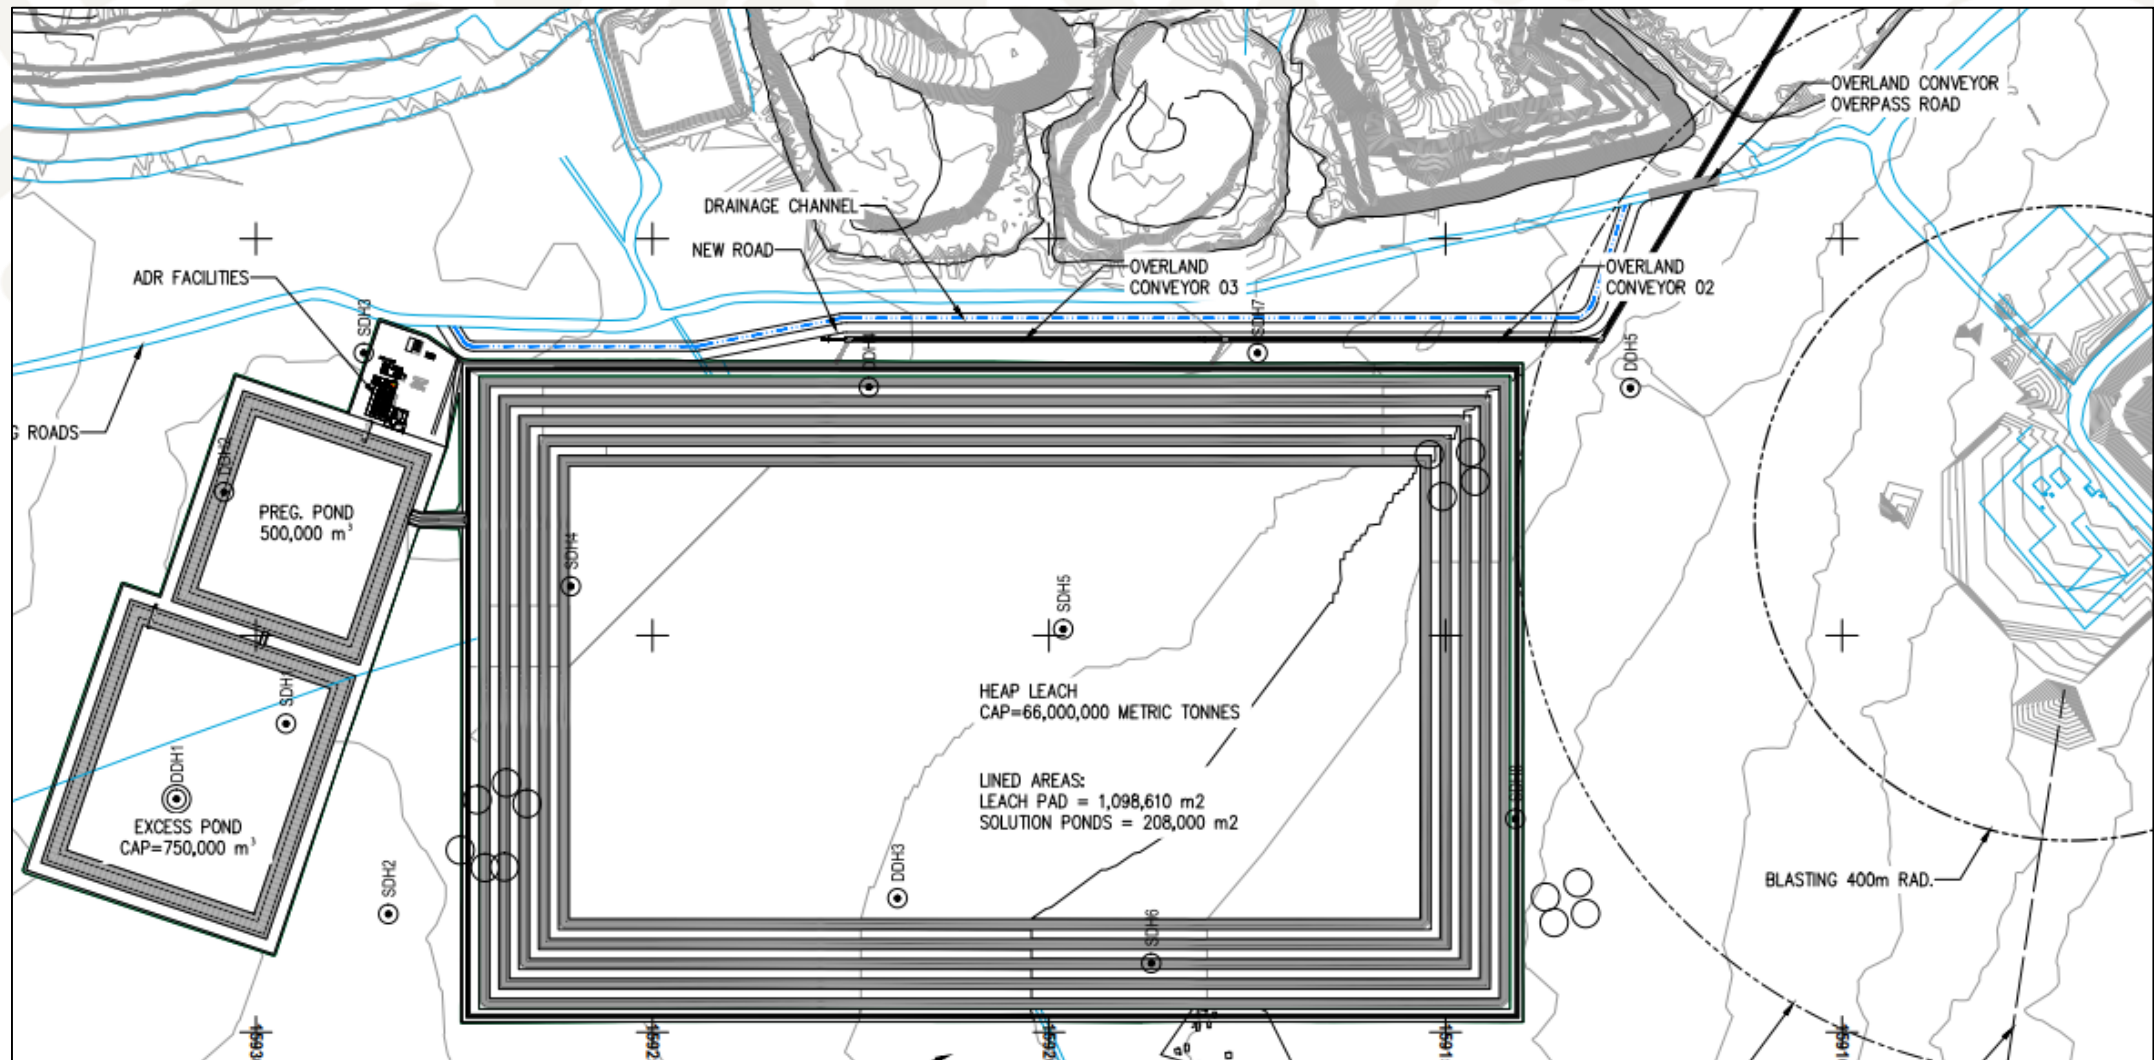 OVERLAND CONVEYOR
OVERPASS ROAD
DRAINAGE CHANNEL
NEW ROAD
OVERLAND
CONVEYOR 03
OVERLAND
CONVEYOR 02
ADR FACILITIES
SDH3
SDH7
DDH5
ROADS
DDH2
PREG. POND
500,000 m³
SDH4
SDH5
HEAP LEACH
CAP=66,000,000 METRIC TONNES
SDH1
DDH1
LINED AREAS:
LEACH PAD = 1,098,610 m2
SOLUTION PONDS = 208,000 m2
SDH8
EXCESS POND
CAP=750,000 m³
SDH2
DDH3
SDH6
BLASTING 400m RAD.